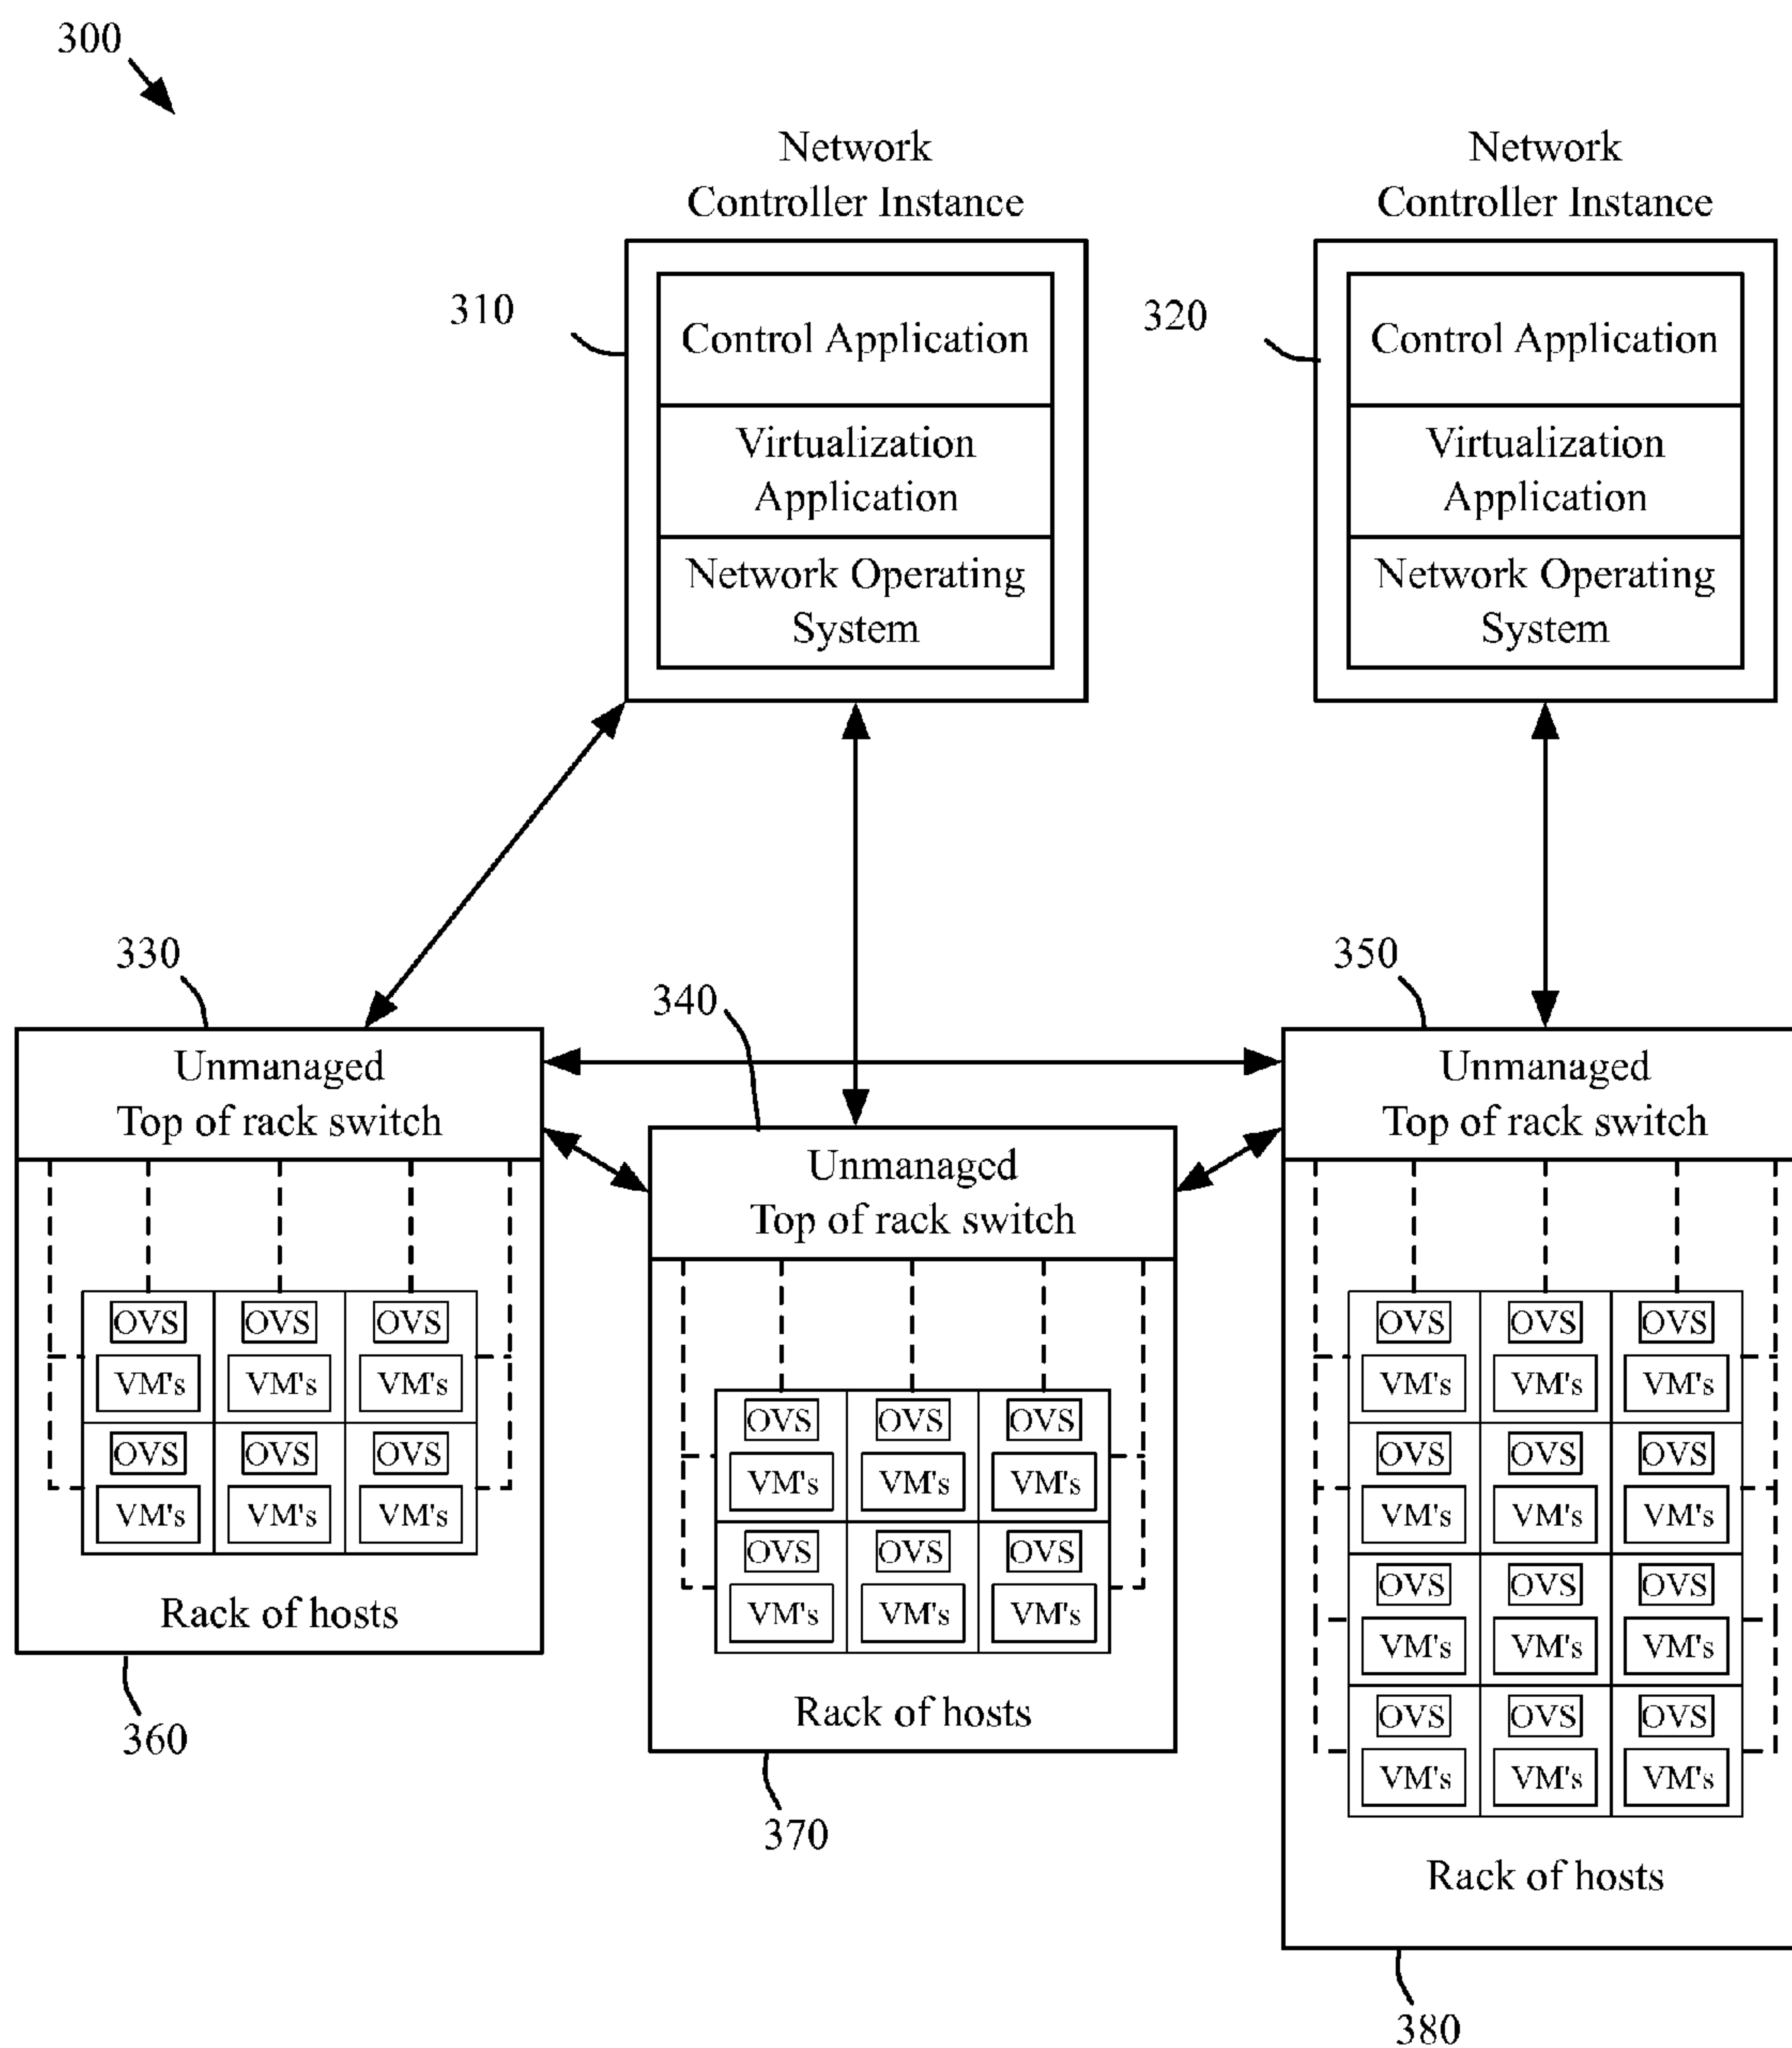 300
Network
Controller Instance
Network
Controller Instance
310
320
Control Application
Virtualization
Application
Network Operating
System
Control Application
Virtualization
Application
Network Operating
System
330
340
350
Unmanaged
Top of rack switch
Unmanaged
Top of rack switch
Unmanaged
Top of rack switch
OVS OVS OVS
VM's VM's VM's
OVS OVS OVS
VM's VM's VM's
Rack of hosts
360
OVS OVS OVS
VM's VM's VM's
OVS OVS OVS
VM's VM's VM's
Rack of hosts
370
OVS OVS OVS
VM's VM's VM's
OVS OVS OVS
VM's VM's VM's
OVS OVS OVS
VM's VM's VM's
OVS OVS OVS
VM's VM's VM's
Rack of hosts
380